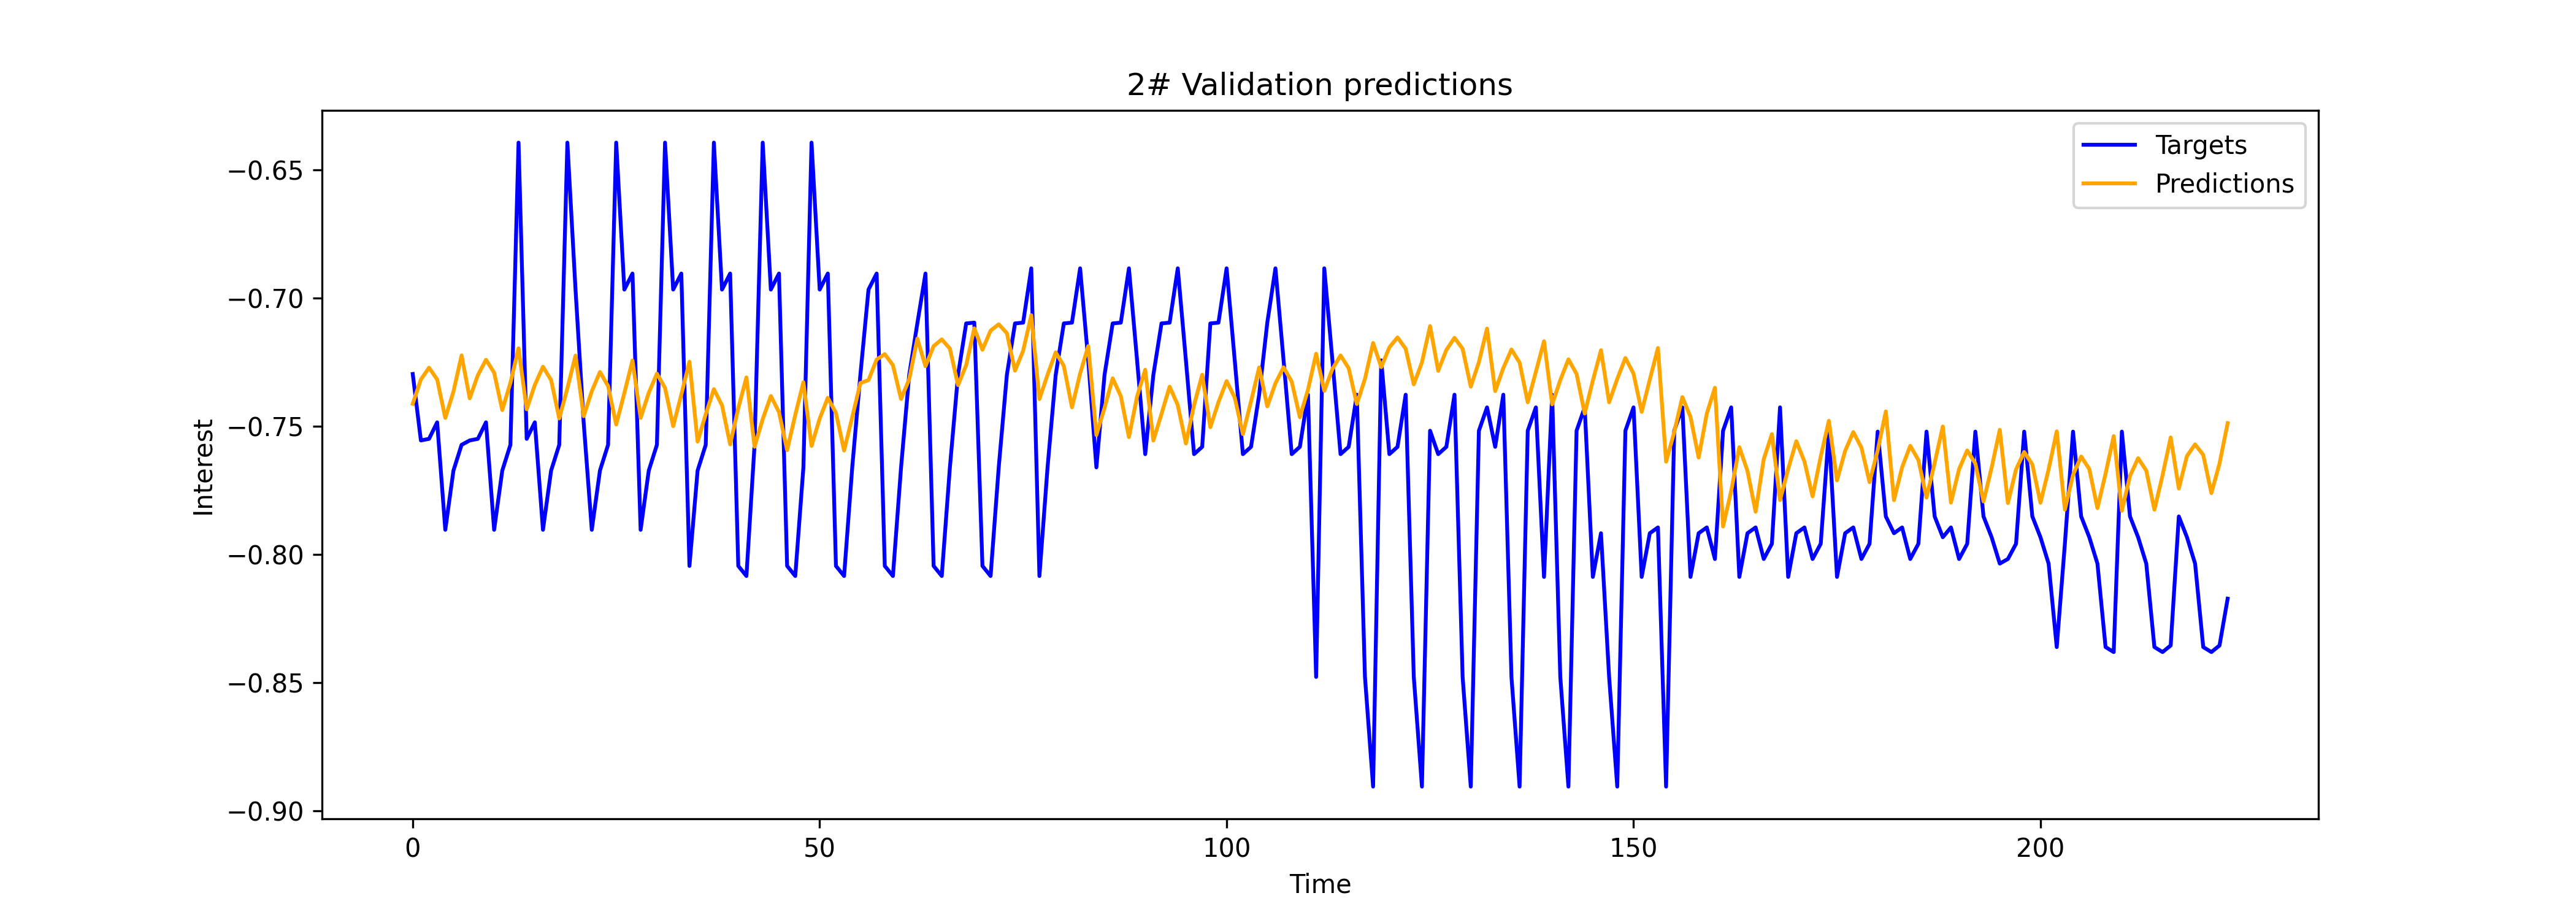 2# Validation predictions
Targets
Predictions
−0.65
−0.70
−0.75
−0.80
−0.85
−0.90
Interest
0
50
100
150
200
Time